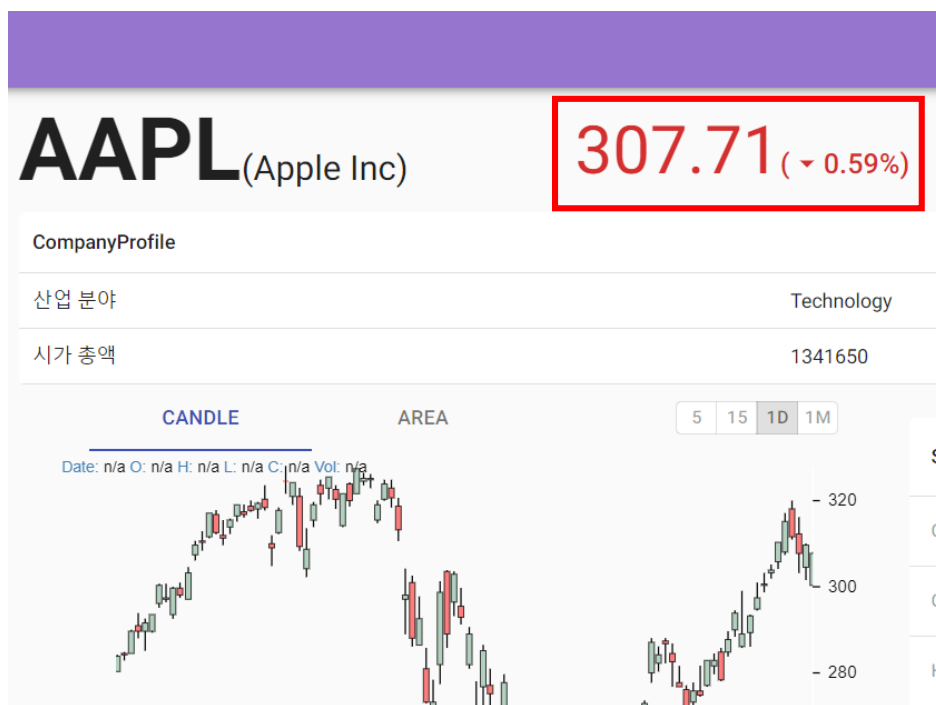 AAPL(Apple Inc) 307.71 ( 0.59%)
CompanyProfile
산업 분야 Technology
시가 총액 1341650
CANDLE AREA 5 15 1D 1M
Date: n/a O: n/a H: n/a L: n/a C: n/a Vol: n/a
320
300
280